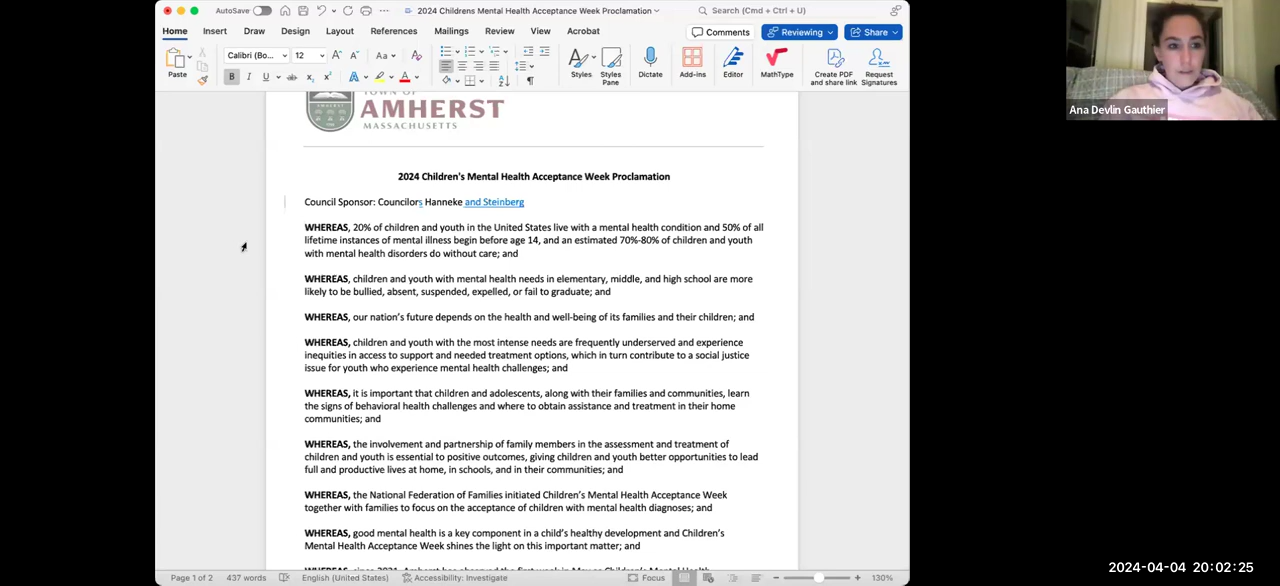 AutoSave
2024 Childrens Mental Health Acceptance Week Proclamation
Search (Cmd + Ctrl + U)
Home Insert Draw Design Layout References Mailings Review View Acrobat Comments Reviewing Share
Paste
Calibri (Bo... 12
Styles
Styles Pane
Dictate
Add-ins
Editor
MathType
Create PDF and share link
Request Signatures
TOWN OF
AMHERST
MASSACHUSETTS
2024 Children's Mental Health Acceptance Week Proclamation
Council Sponsor: Councilors Hanneke and Steinberg
WHEREAS, 20% of children and youth in the United States live with a mental health condition and 50% of all
lifetime instances of mental illness begin before age 14, and an estimated 70%-80% of children and youth
with mental health disorders do without care; and
WHEREAS, children and youth with mental health needs in elementary, middle, and high school are more
likely to be bullied, absent, suspended, expelled, or fail to graduate; and
WHEREAS, our nation's future depends on the health and well-being of its families and their children; and
WHEREAS, children and youth with the most intense needs are frequently underserved and experience
inequities in access to support and needed treatment options, which in turn contribute to a social justice
issue for youth who experience mental health challenges; and
WHEREAS, it is important that children and adolescents, along with their families and communities, learn
the signs of behavioral health challenges and where to obtain assistance and treatment in their home
communities; and
WHEREAS, the involvement and partnership of family members in the assessment and treatment of
children and youth is essential to positive outcomes, giving children and youth better opportunities to lead
full and productive lives at home, in schools, and in their communities; and
WHEREAS, the National Federation of Families initiated Children's Mental Health Acceptance Week
together with families to focus on the acceptance of children with mental health diagnoses; and
WHEREAS, good mental health is a key component in a child's healthy development and Children's
Mental Health Acceptance Week shines the light on this important matter; and
Page 1 of 2 437 words English (United States) Accessibility: Investigate Focus 130%
Ana Devlin Gauthier
2024-04-04 20:02:25